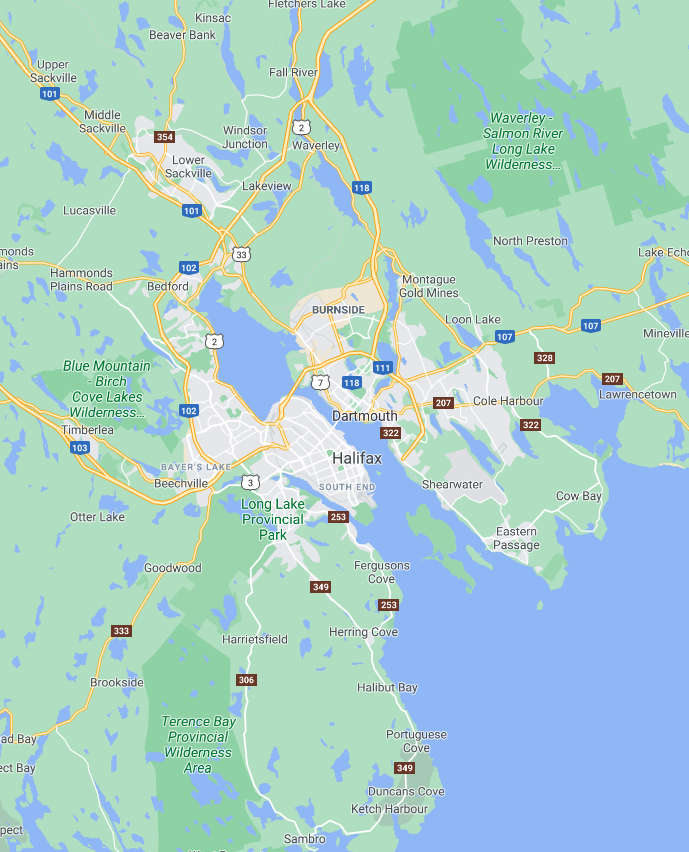 Fletchers Lake
Kinsac
Beaver Bank
Upper
Sackville
Fall River
101
Middle
Sackville
Waverley -
Salmon River
Long Lake
Wilderness...
354
Windsor
Junction
2
Waverley
Lower
Sackville
Lakeview
118
Lucasville
101
North Preston
33
Lake Echo
102
Hammonds
Plains Road
Bedford
Montague
Gold Mines
BURNSIDE
Loon Lake
107
107
Mineville
2
328
Blue Mountain
- Birch
Cove Lakes
Wilderness...
111
7
118
207
Lawrencetown
102
Dartmouth
207
Cole Harbour
322
322
Timberlea
103
Halifax
BAYER'S LAKE
Beechville
3
SOUTH END
Shearwater
Cow Bay
Long Lake
Provincial
Park
253
Otter Lake
Eastern
Passage
Goodwood
Fergusons
Cove
349
253
333
Harrietsfield
Herring Cove
Brookside
306
Halibut Bay
Terence Bay
Provincial
Wilderness
Area
ad Bay
Portuguese
Cove
ect Bay
349
Duncans Cove
Ketch Harbour
pect
Sambro